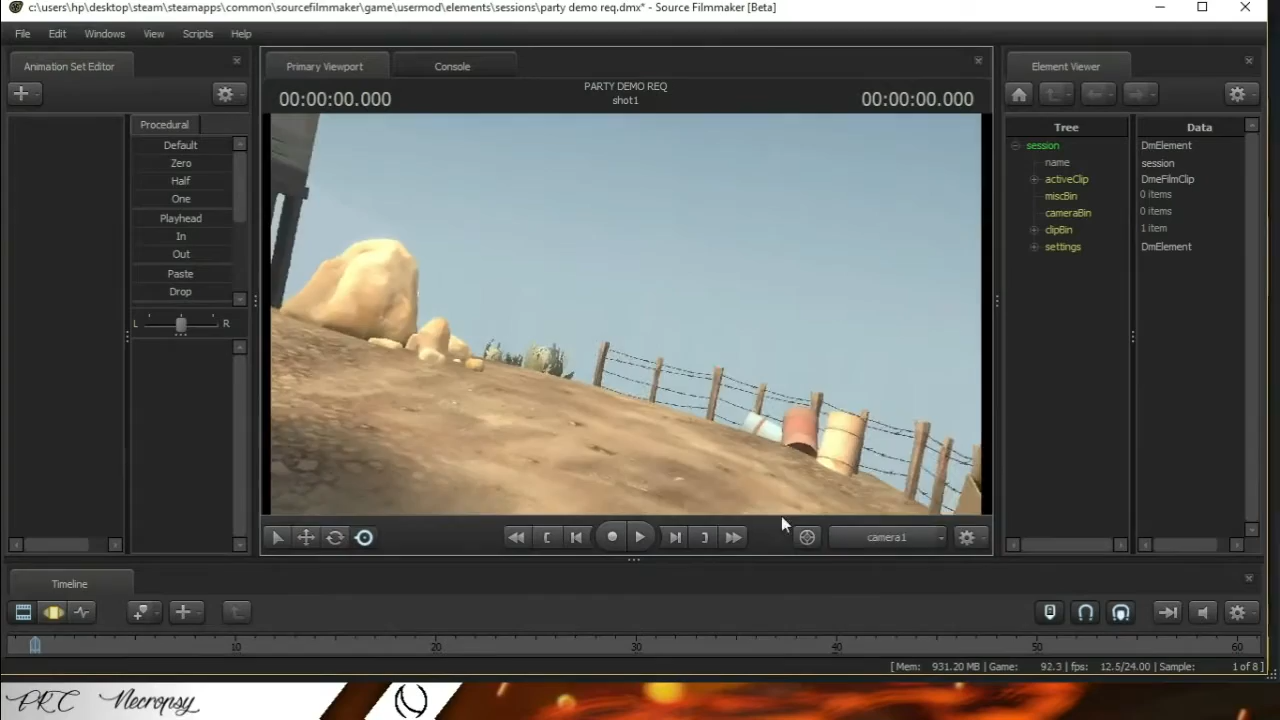 c:\users\hp\desktop\steam\steamapps\common\sourcefilmmaker\game\usermod\elements\sessions\party demo req.dmx* - Source Filmmaker [Beta]
File Edit Windows View Scripts Help
Animation Set Editor
Procedural
Default
Zero
Half
One
Playhead
In
Out
Paste
Drop
L R
Primary Viewport Console
00:00:00.000 PARTY DEMO REQ 00:00:00.000
shot1
camera1
Element Viewer
Tree Data
session DmElement
name session
activeClip DmeFilmClip
miscBin 0 items
cameraBin 0 items
clipBin 1 item
settings DmElement
Timeline
10 20 30 40 50 60
[ Mem: 931.20 MB | Game: 92.3 | fps: 12.5/24.00 | Sample: 1 of 8 ]
PRC Necropsy